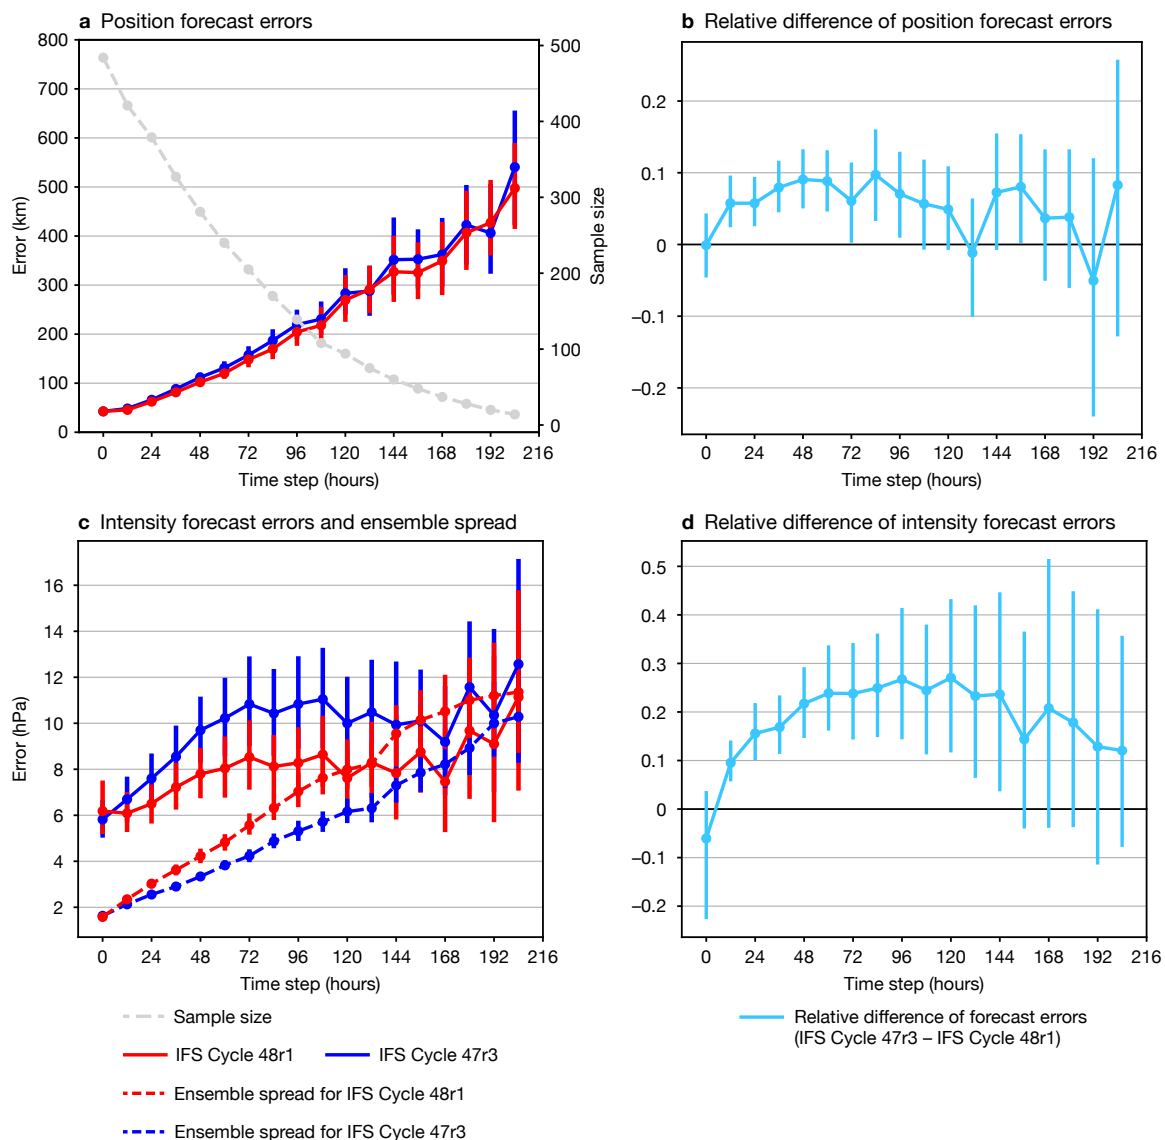 a Position forecast errors
800
700
600
500
400
300
200
100
0
Error (km)
500
400
300
200
100
0
Sample size
0 24 48 72 96 120 144 168 192 216
Time step (hours)
b Relative difference of position forecast errors
0.2
0.1
0
−0.1
−0.2
0 24 48 72 96 120 144 168 192 216
Time step (hours)
c Intensity forecast errors and ensemble spread
16
14
12
10
8
6
4
2
Error (hPa)
0 24 48 72 96 120 144 168 192 216
Time step (hours)
d Relative difference of intensity forecast errors
0.5
0.4
0.3
0.2
0.1
0
−0.1
−0.2
0 24 48 72 96 120 144 168 192 216
Time step (hours)
Sample size
IFS Cycle 48r1 IFS Cycle 47r3
Ensemble spread for IFS Cycle 48r1
Ensemble spread for IFS Cycle 47r3
Relative difference of forecast errors
(IFS Cycle 47r3 – IFS Cycle 48r1)